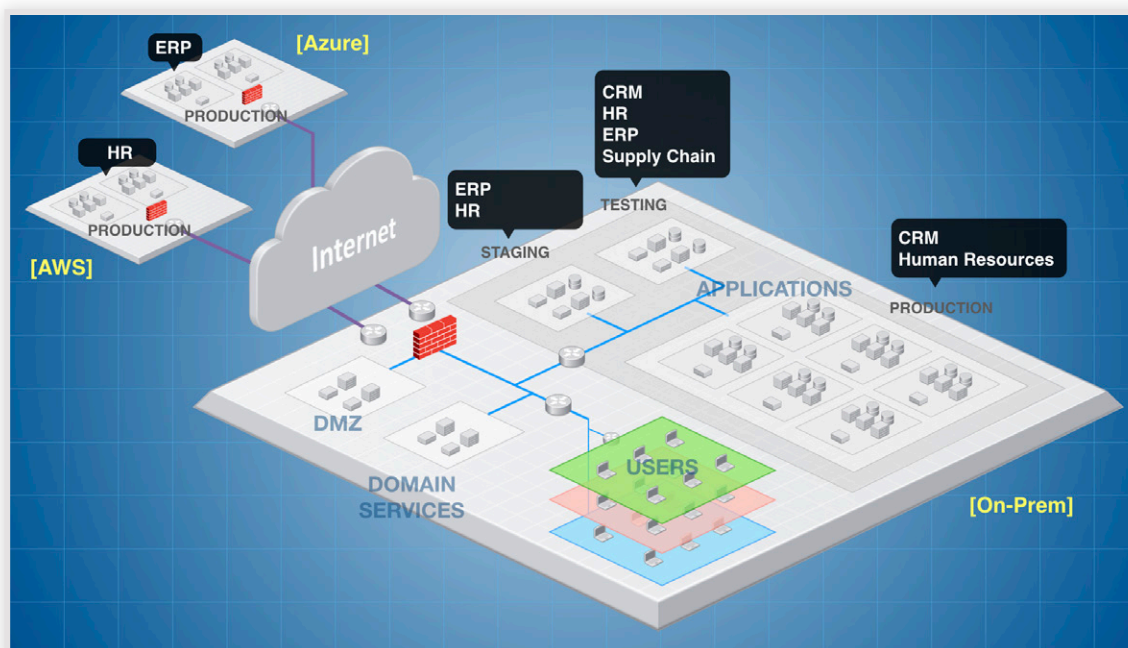 [Azure]
ERP
PRODUCTION
HR
PRODUCTION
[AWS]
Internet
CRM
HR
ERP
Supply Chain
TESTING
ERP
HR
STAGING
CRM
Human Resources
PRODUCTION
APPLICATIONS
DMZ
DOMAIN
SERVICES
USERS
[On-Prem]